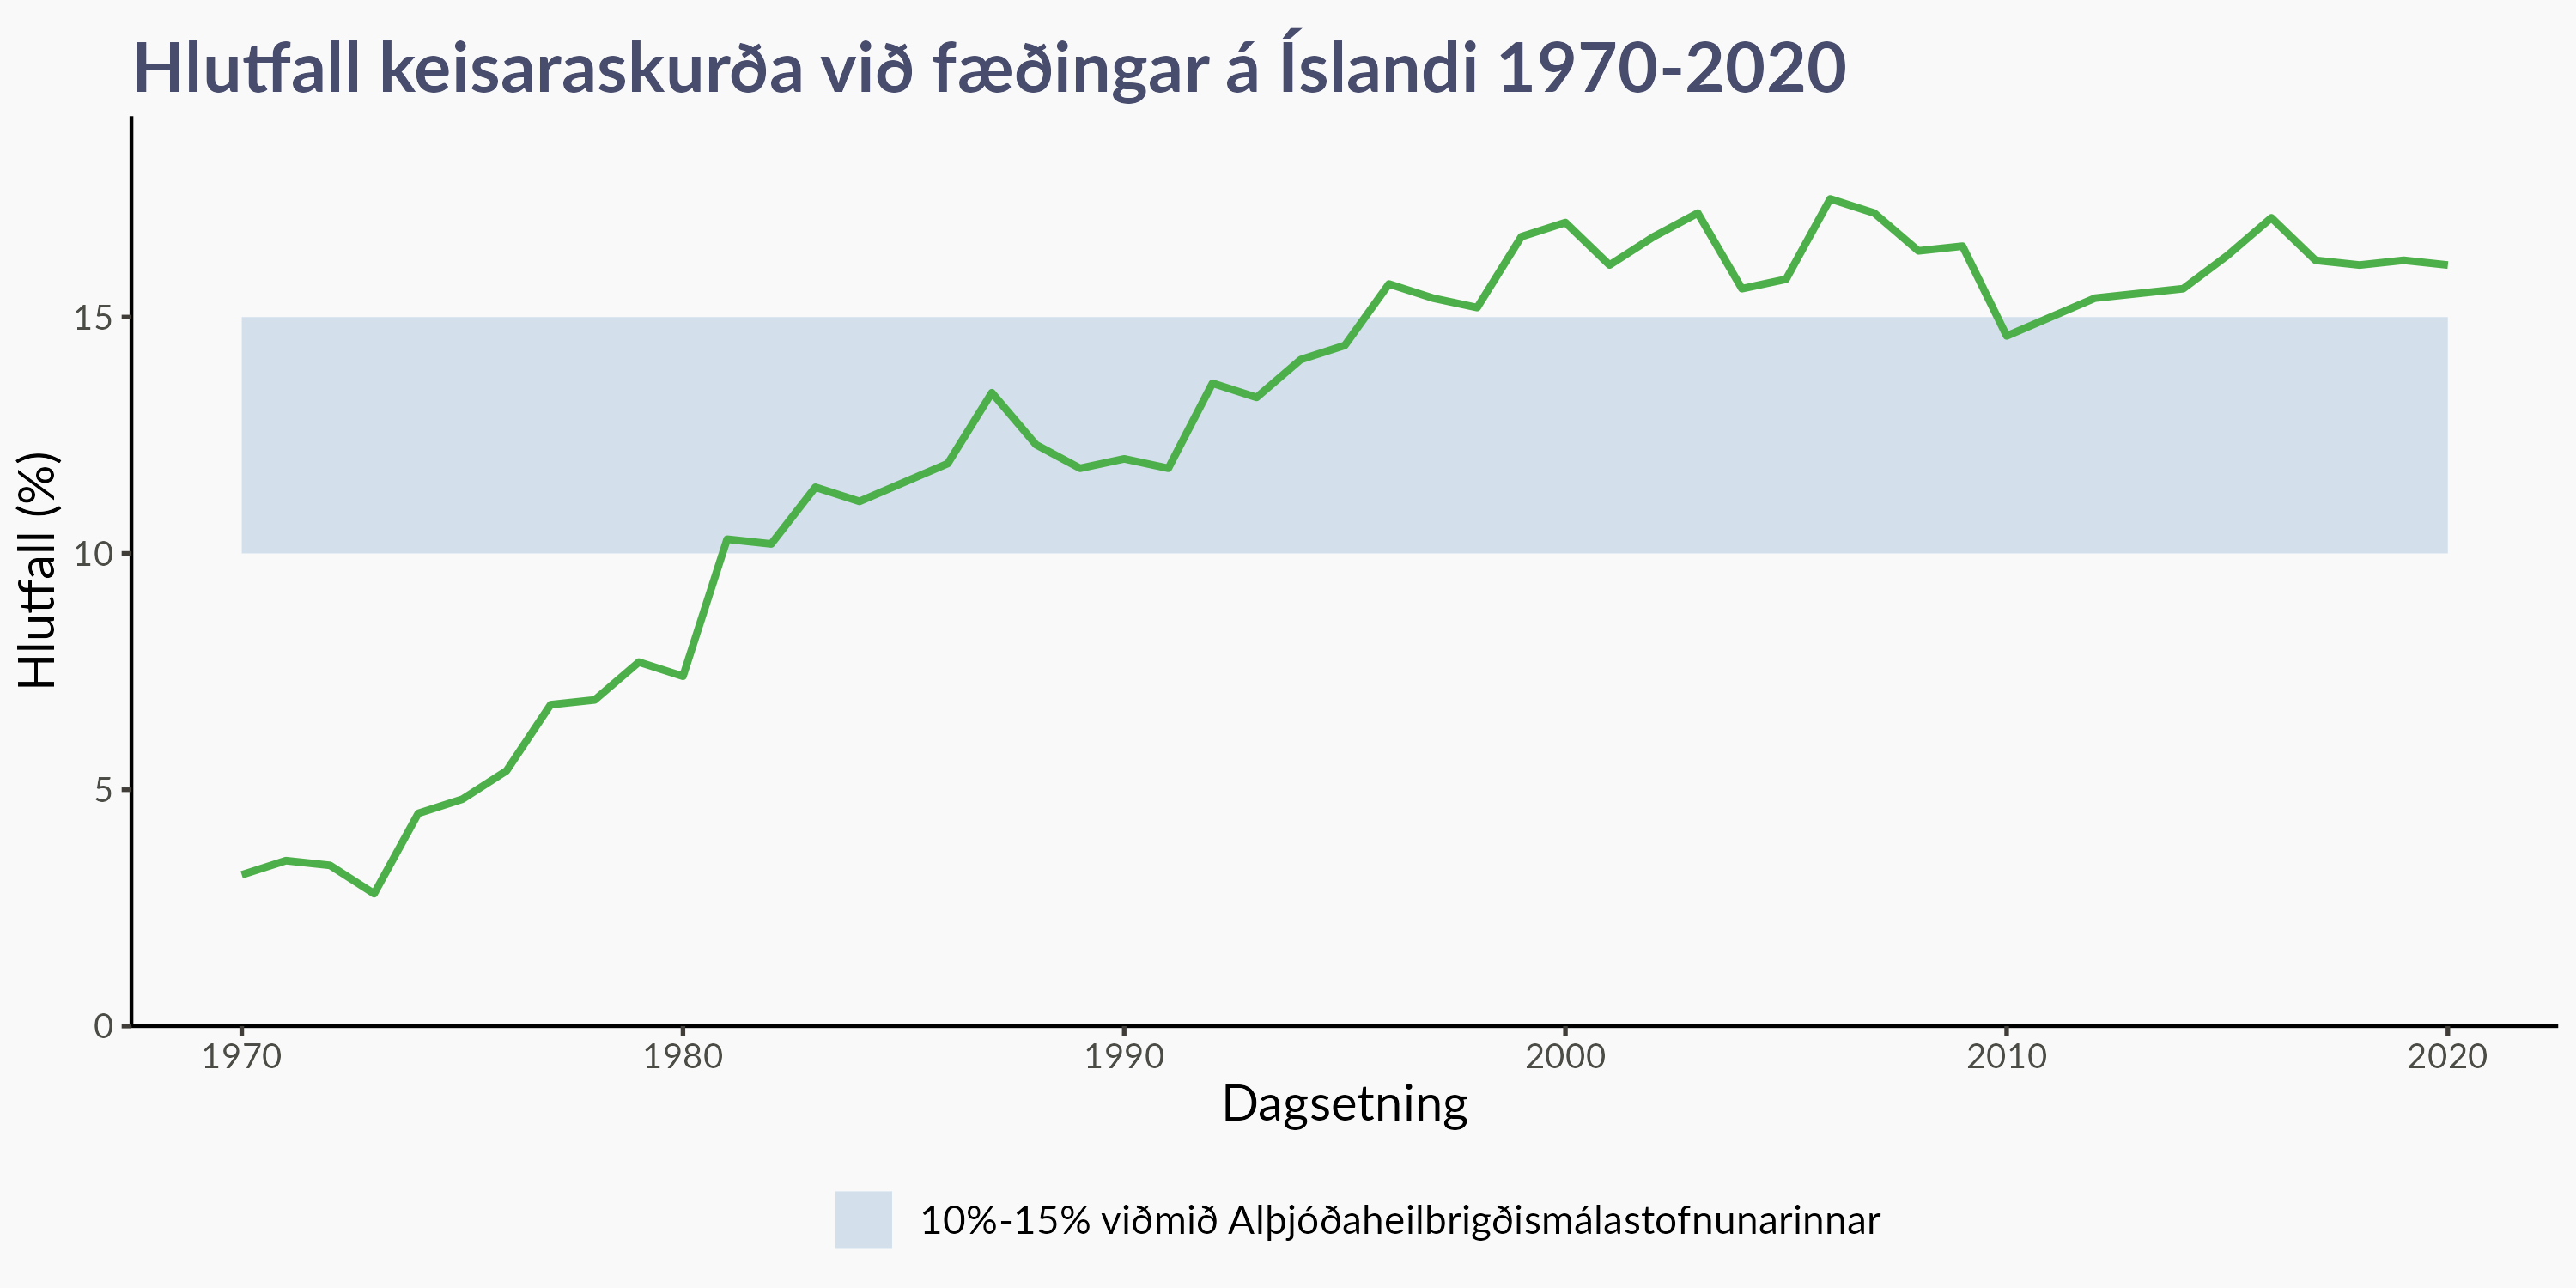 Hlutfall keisaraskurða við fæðingar á Íslandi 1970-2020
Hlutfall (%)
15
10
5
0
1970 1980 1990 2000 2010 2020
Dagsetning
10%-15% viðmið Alþjóðaheilbrigðismálastofnunarinnar